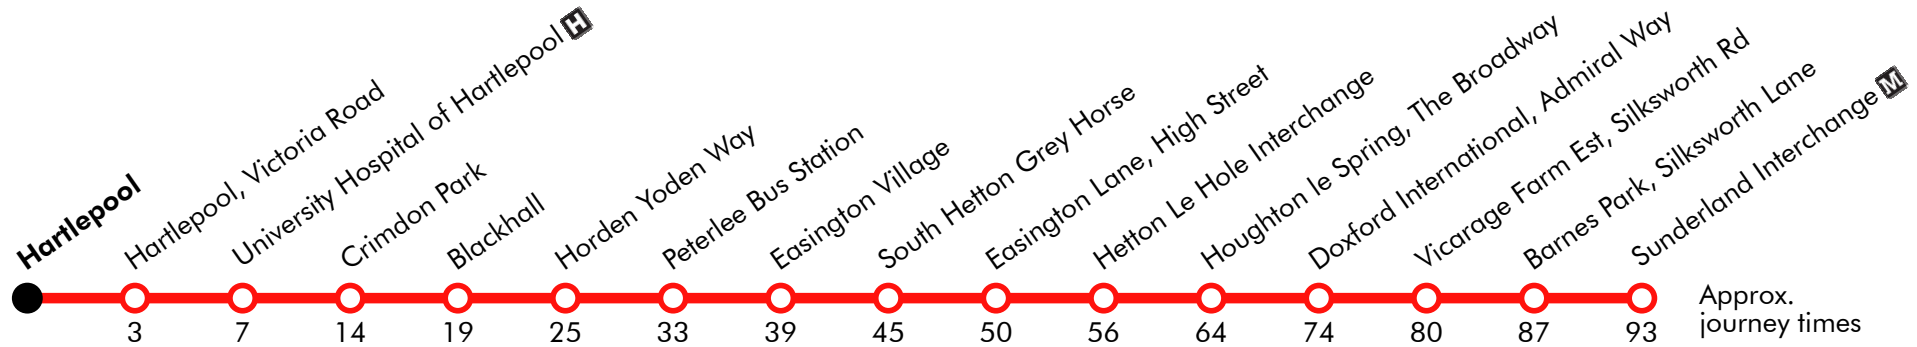 Hartlepool
Hartlepool, Victoria Road
University Hospital of Hartlepool H
Crimdon Park
Blackhall
Horden Yoden Way
Peterlee Bus Station
Easington Village
South Hetton Grey Horse
Easington Lane, High Street
Hetton Le Hole Interchange
Houghton le Spring, The Broadway
Doxford International, Admiral Way
Vicarage Farm Est, Silksworth Rd
Barnes Park, Silksworth Lane
Sunderland Interchange M
3 7 14 19 25 33 39 45 50 56 64 74 80 87 93
Approx.
journey times